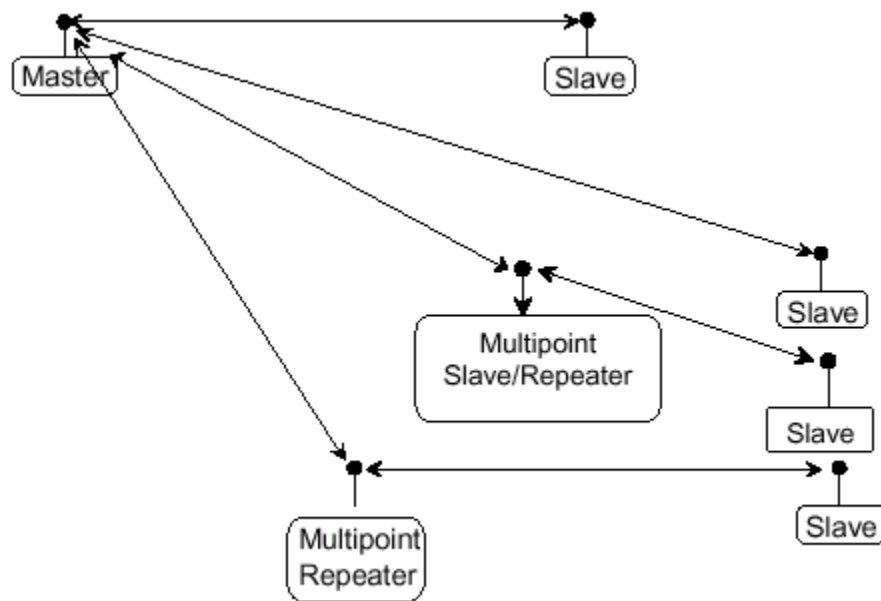 Master
Slave
Slave
Multipoint
Slave/Repeater
Slave
Slave
Multipoint
Repeater